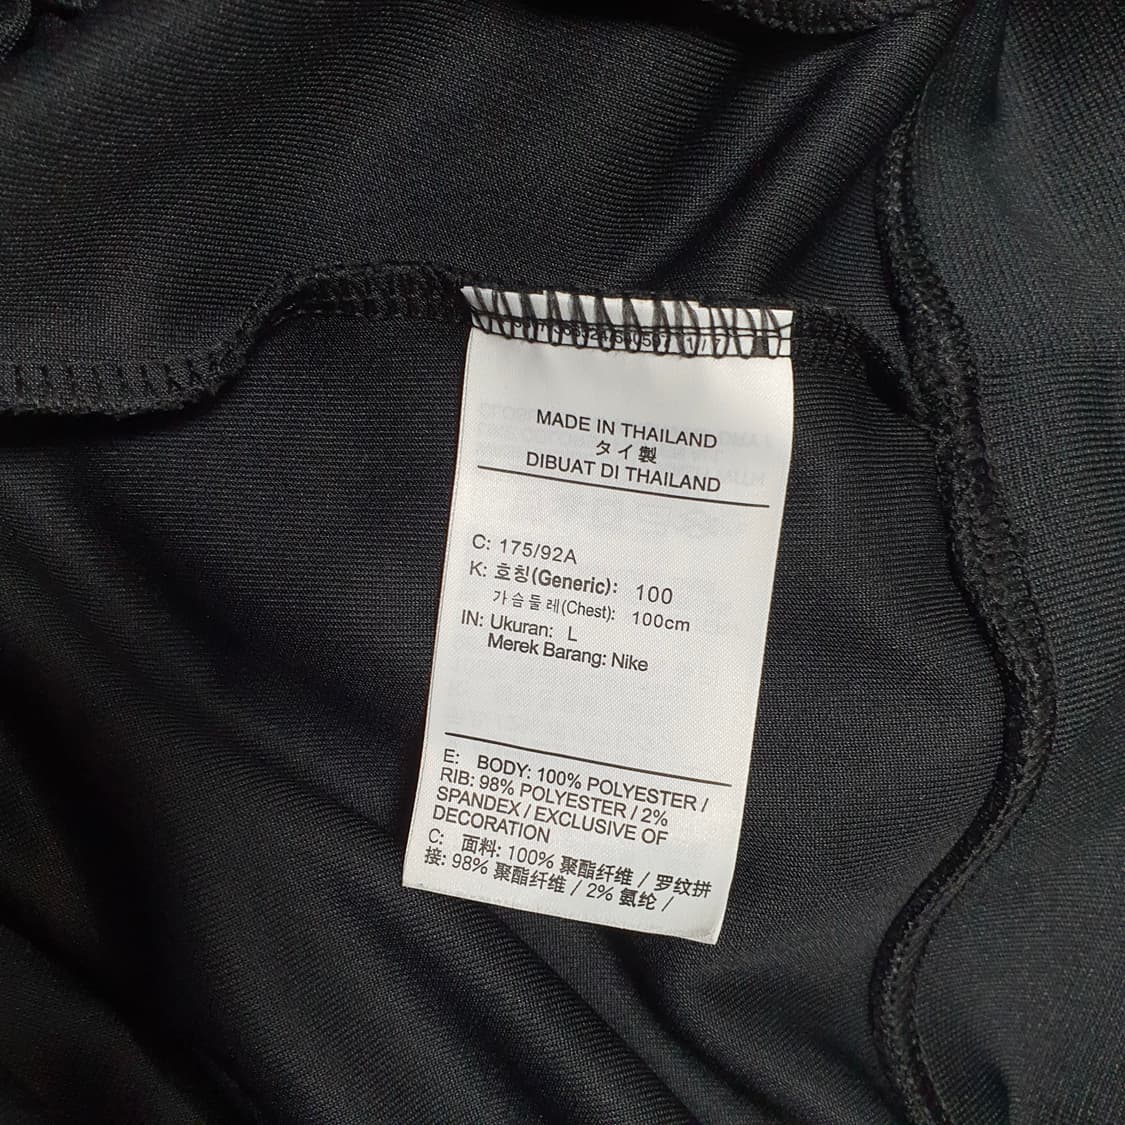 MADE IN THAILAND
タイ製
DIBUAT DI THAILAND
C: 175/92A
K: 호칭(Generic): 100
가슴둘레(Chest): 100cm
IN: Ukuran: L
Merek Barang: Nike
E: BODY: 100% POLYESTER /
RIB: 98% POLYESTER / 2%
SPANDEX / EXCLUSIVE OF
DECORATION
C: 面料: 100% 聚酯纤维 / 罗纹拼
接: 98% 聚酯纤维 / 2% 氨纶 /